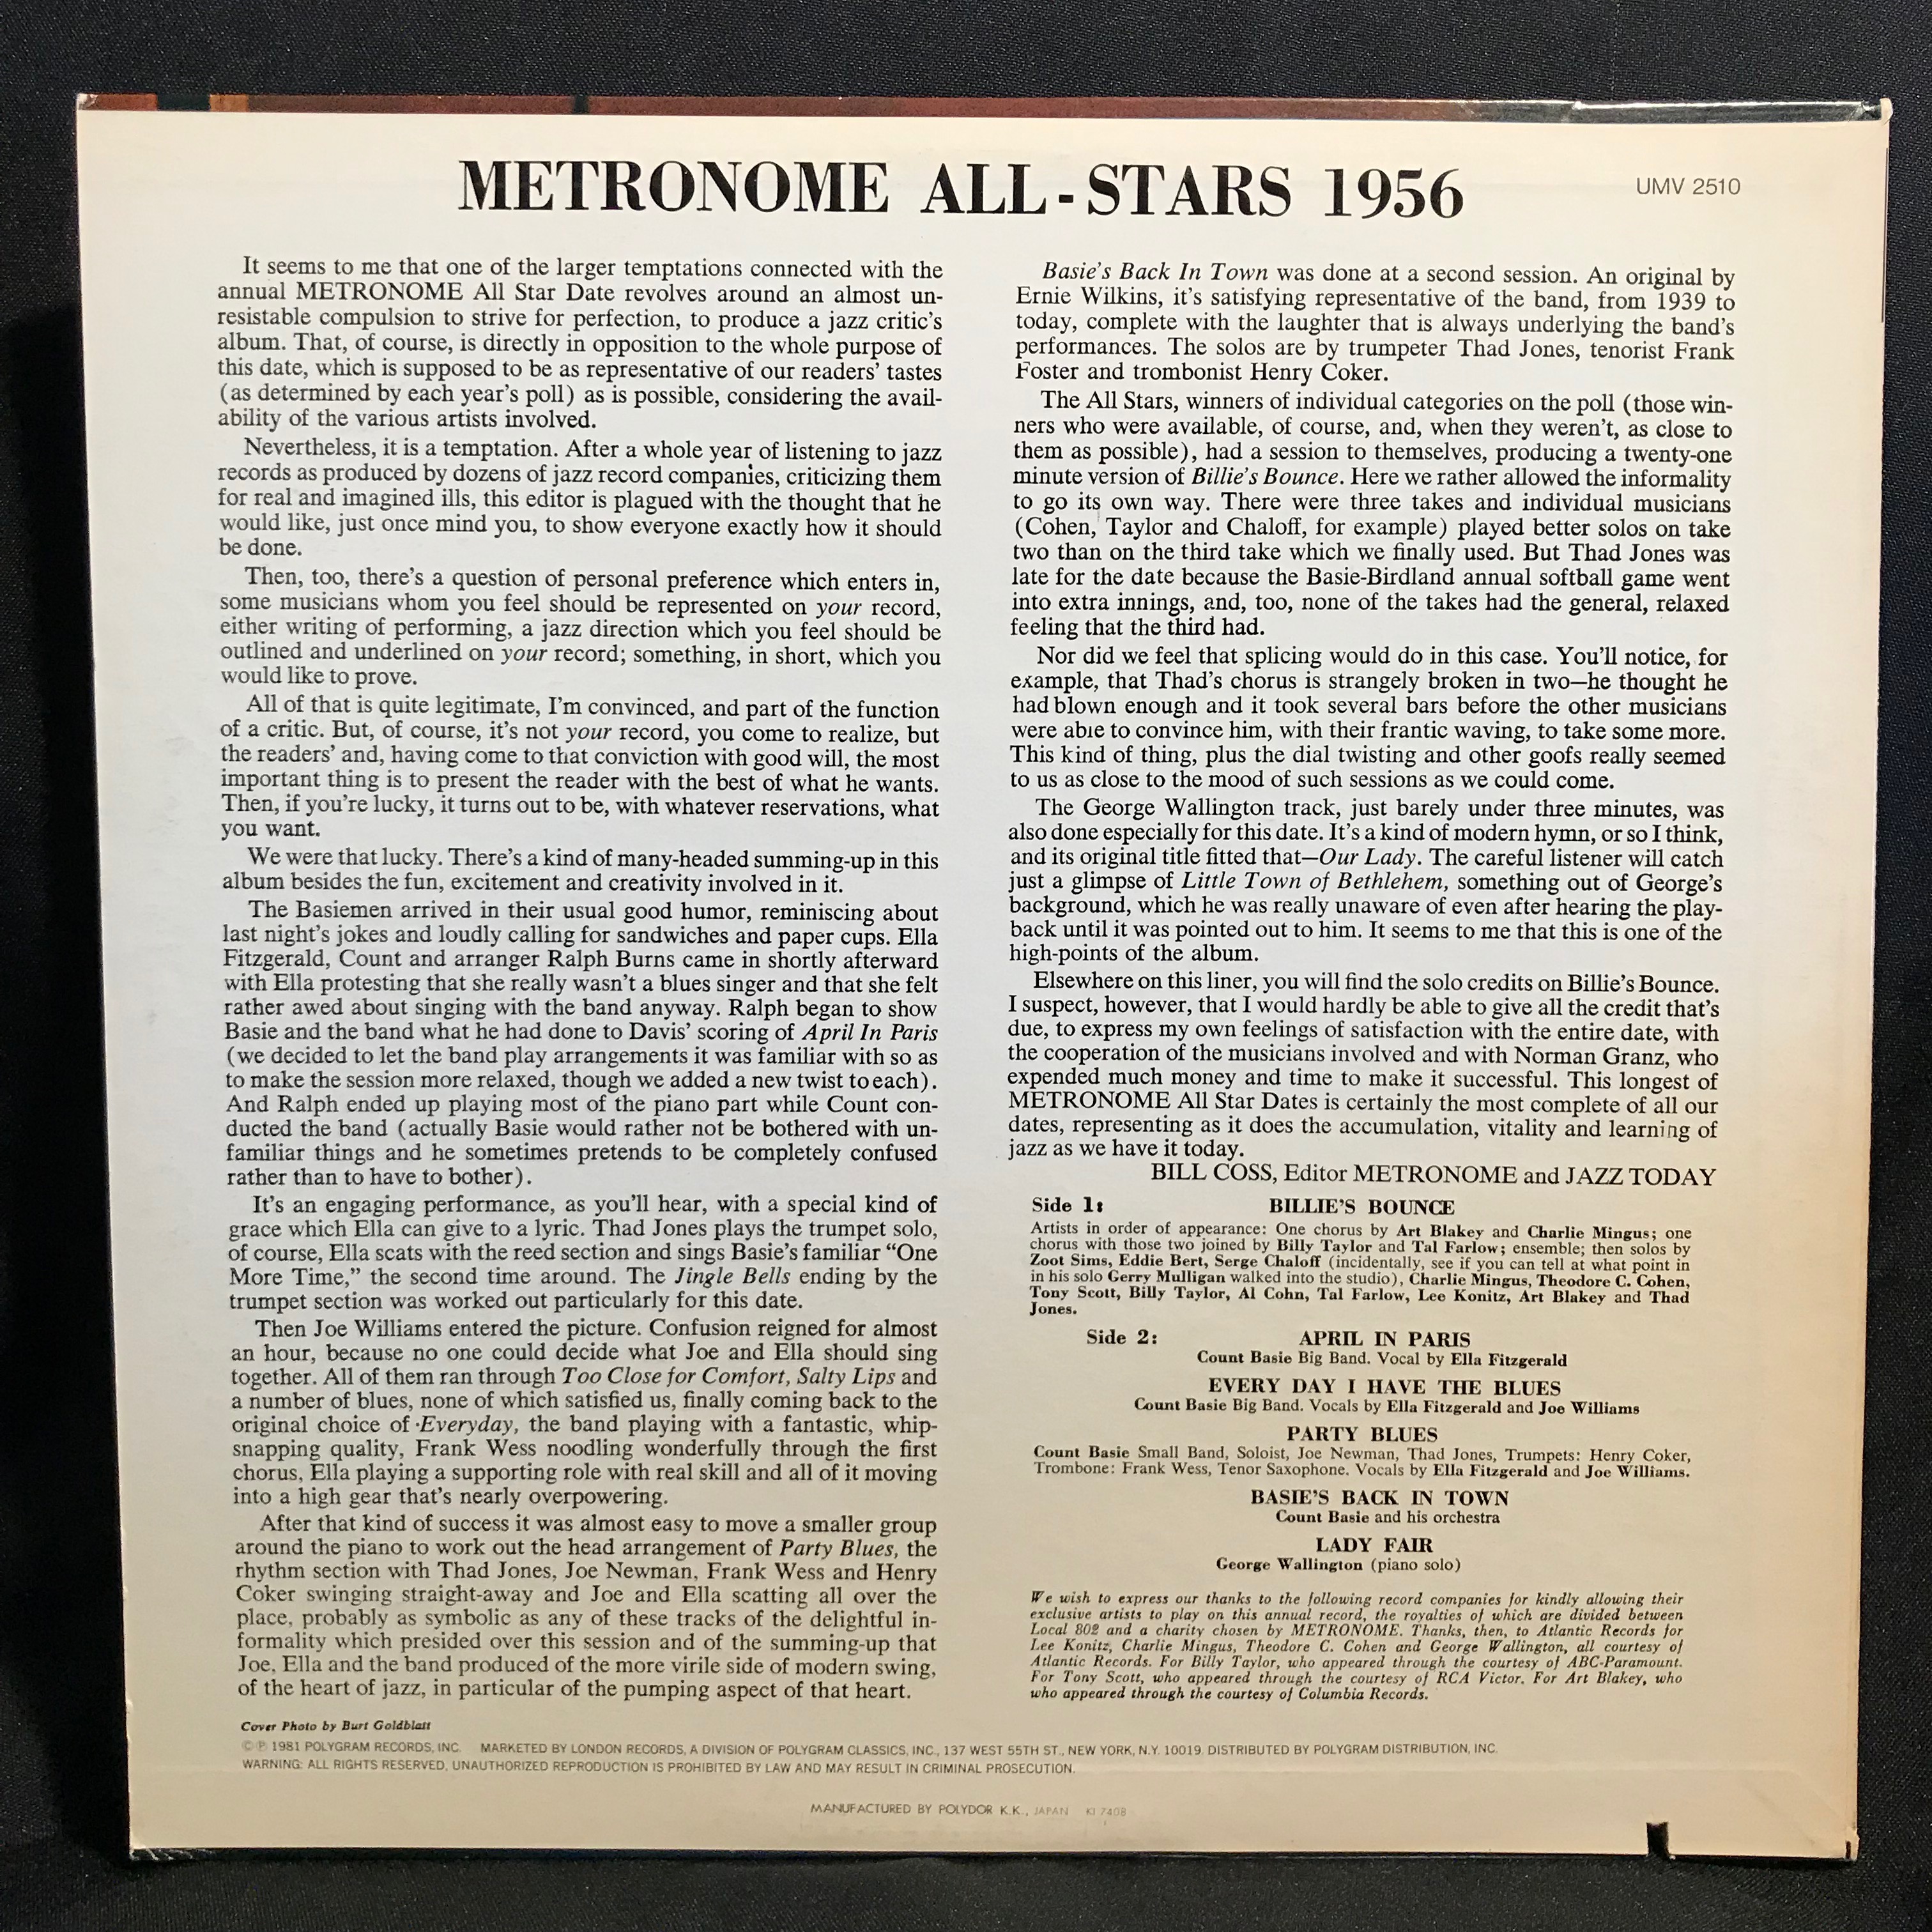 METRONOME ALL-STARS 1956
UMV 2510
It seems to me that one of the larger temptations connected with the
annual METRONOME All Star Date revolves around an almost un-
resistable compulsion to strive for perfection, to produce a jazz critic's
album. That, of course, is directly in opposition to the whole purpose of
this date, which is supposed to be as representative of our readers' tastes
(as determined by each year's poll) as is possible, considering the avail-
ability of the various artists involved.
Nevertheless, it is a temptation. After a whole year of listening to jazz
records as produced by dozens of jazz record companies, criticizing them
for real and imagined ills, this editor is plagued with the thought that he
would like, just once mind you, to show everyone exactly how it should
be done.
Then, too, there's a question of personal preference which enters in,
some musicians whom you feel should be represented on your record,
either writing of performing, a jazz direction which you feel should be
outlined and underlined on your record; something, in short, which you
would like to prove.
All of that is quite legitimate, I'm convinced, and part of the function
of a critic. But, of course, it's not your record, you come to realize, but
the readers' and, having come to that conviction with good will, the most
important thing is to present the reader with the best of what he wants.
Then, if you're lucky, it turns out to be, with whatever reservations, what
you want.
We were that lucky. There's a kind of many-headed summing-up in this
album besides the fun, excitement and creativity involved in it.
The Basiemen arrived in their usual good humor, reminiscing about
last night's jokes and loudly calling for sandwiches and paper cups. Ella
Fitzgerald, Count and arranger Ralph Burns came in shortly afterward
with Ella protesting that she really wasn't a blues singer and that she felt
rather awed about singing with the band anyway. Ralph began to show
Basie and the band what he had done to Davis' scoring of April In Paris
(we decided to let the band play arrangements it was familiar with so as
to make the session more relaxed, though we added a new twist to each).
And Ralph ended up playing most of the piano part while Count con-
ducted the band (actually Basie would rather not be bothered with un-
familiar things and he sometimes pretends to be completely confused
rather than to have to bother).
It's an engaging performance, as you'll hear, with a special kind of
grace which Ella can give to a lyric. Thad Jones plays the trumpet solo,
of course, Ella scats with the reed section and sings Basie's familiar "One
More Time," the second time around. The Jingle Bells ending by the
trumpet section was worked out particularly for this date.
Then Joe Williams entered the picture. Confusion reigned for almost
an hour, because no one could decide what Joe and Ella should sing
together. All of them ran through Too Close for Comfort, Salty Lips and
a number of blues, none of which satisfied us, finally coming back to the
original choice of Everyday, the band playing with a fantastic, whip-
snapping quality, Frank Wess noodling wonderfully through the first
chorus, Ella playing a supporting role with real skill and all of it moving
into a high gear that's nearly overpowering.
After that kind of success it was almost easy to move a smaller group
around the piano to work out the head arrangement of Party Blues, the
rhythm section with Thad Jones, Joe Newman, Frank Wess and Henry
Coker swinging straight-away and Joe and Ella scatting all over the
place, probably as symbolic as any of these tracks of the delightful in-
formality which presided over this session and of the summing-up that
Joe, Ella and the band produced of the more virile side of modern swing,
of the heart of jazz, in particular of the pumping aspect of that heart.
Basie's Back In Town was done at a second session. An original by
Ernie Wilkins, it's satisfying representative of the band, from 1939 to
today, complete with the laughter that is always underlying the band's
performances. The solos are by trumpeter Thad Jones, tenorist Frank
Foster and trombonist Henry Coker.
The All Stars, winners of individual categories on the poll (those win-
ners who were available, of course, and, when they weren't, as close to
them as possible), had a session to themselves, producing a twenty-one
minute version of Billie's Bounce. Here we rather allowed the informality
to go its own way. There were three takes and individual musicians
(Cohen, Taylor and Chaloff, for example) played better solos on take
two than on the third take which we finally used. But Thad Jones was
late for the date because the Basie-Birdland annual softball game went
into extra innings, and, too, none of the takes had the general, relaxed
feeling that the third had.
Nor did we feel that splicing would do in this case. You'll notice, for
example, that Thad's chorus is strangely broken in two—he thought he
had blown enough and it took several bars before the other musicians
were able to convince him, with their frantic waving, to take some more.
This kind of thing, plus the dial twisting and other goofs really seemed
to us as close to the mood of such sessions as we could come.
The George Wallington track, just barely under three minutes, was
also done especially for this date. It's a kind of modern hymn, or so I think,
and its original title fitted that—Our Lady. The careful listener will catch
just a glimpse of Little Town of Bethlehem, something out of George's
background, which he was really unaware of even after hearing the play-
back until it was pointed out to him. It seems to me that this is one of the
high-points of the album.
Elsewhere on this liner, you will find the solo credits on Billie's Bounce.
I suspect, however, that I would hardly be able to give all the credit that's
due, to express my own feelings of satisfaction with the entire date, with
the cooperation of the musicians involved and with Norman Granz, who
expended much money and time to make it successful. This longest of
METRONOME All Star Dates is certainly the most complete of all our
dates, representing as it does the accumulation, vitality and learning of
jazz as we have it today.
BILL COSS, Editor METRONOME and JAZZ TODAY
Side 1: BILLIE'S BOUNCE
Artists in order of appearance: One chorus by Art Blakey and Charlie Mingus; one
chorus with those two joined by Billy Taylor and Tal Farlow; ensemble; then solos by
Zoot Sims, Eddie Bert, Serge Chaloff (incidentally, see if you can tell at what point in
in his solo Gerry Mulligan walked into the studio), Charlie Mingus, Theodore C. Cohen,
Tony Scott, Billy Taylor, Al Cohn, Tal Farlow, Lee Konitz, Art Blakey and Thad
Jones.
Side 2: APRIL IN PARIS
Count Basie Big Band. Vocal by Ella Fitzgerald
EVERY DAY I HAVE THE BLUES
Count Basie Big Band. Vocals by Ella Fitzgerald and Joe Williams
PARTY BLUES
Count Basie Small Band, Soloist, Joe Newman, Thad Jones, Trumpets: Henry Coker,
Trombone: Frank Wess, Tenor Saxophone. Vocals by Ella Fitzgerald and Joe Williams.
BASIE'S BACK IN TOWN
Count Basie and his orchestra
LADY FAIR
George Wallington (piano solo)
We wish to express our thanks to the following record companies for kindly allowing their
exclusive artists to play on this annual record, the royalties of which are divided between
Local 802 and a charity chosen by METRONOME. Thanks, then, to Atlantic Records for
Lee Konitz, Charlie Mingus, Theodore C. Cohen and George Wallington, all courtesy of
Atlantic Records. For Billy Taylor, who appeared through the courtesy of ABC-Paramount.
For Tony Scott, who appeared through the courtesy of RCA Victor. For Art Blakey, who
who appeared through the courtesy of Columbia Records.
Cover Photo by Burt Goldblatt
© ℗ 1981 POLYGRAM RECORDS, INC. MARKETED BY LONDON RECORDS, A DIVISION OF POLYGRAM CLASSICS, INC., 137 WEST 55TH ST., NEW YORK, N.Y. 10019. DISTRIBUTED BY POLYGRAM DISTRIBUTION, INC.
WARNING: ALL RIGHTS RESERVED, UNAUTHORIZED REPRODUCTION IS PROHIBITED BY LAW AND MAY RESULT IN CRIMINAL PROSECUTION.
MANUFACTURED BY POLYDOR K.K., JAPAN KI 7408